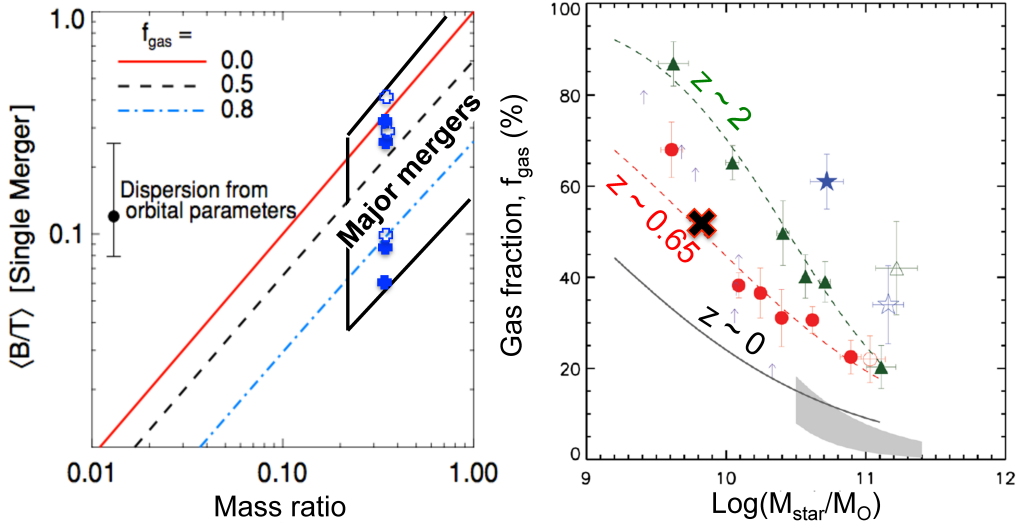 1.0
f_gas =
0.0
0.5
0.8
Major mergers
Dispersion from
orbital parameters
0.1
⟨B/T⟩ [Single Merger]
0.01
0.10
1.00
Mass ratio
100
80
60
40
20
0
Gas fraction, f_gas (%)
z ~ 2
z ~ 0.65
z ~ 0
9
10
11
12
Log(M_star/M_O)